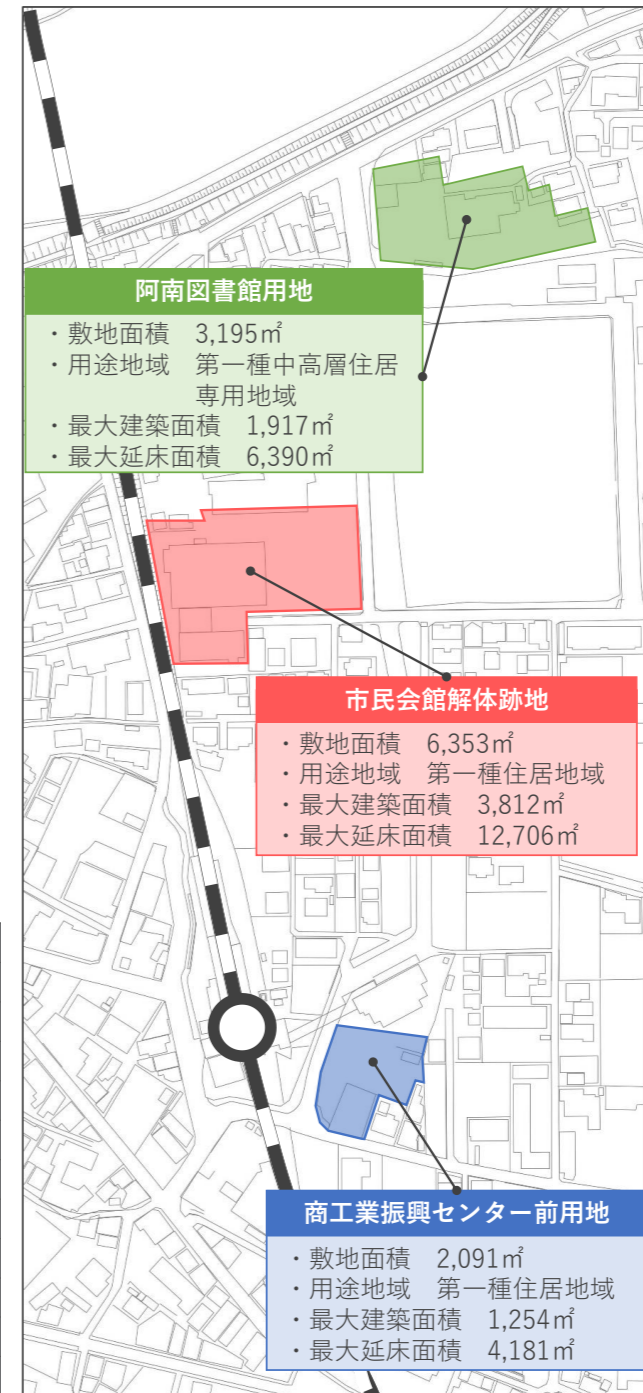 阿南図書館用地
・敷地面積　3,195㎡
・用途地域　第一種中高層住居
専用地域
・最大建築面積　1,917㎡
・最大延床面積　6,390㎡
市民会館解体跡地
・敷地面積　6,353㎡
・用途地域　第一種住居地域
・最大建築面積　3,812㎡
・最大延床面積　12,706㎡
商工業振興センター前用地
・敷地面積　2,091㎡
・用途地域　第一種住居地域
・最大建築面積　1,254㎡
・最大延床面積　4,181㎡